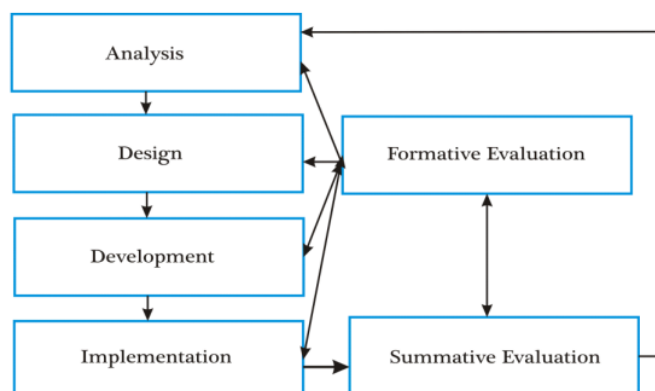 Analysis
Design
Formative Evaluation
Development
Implementation
Summative Evaluation